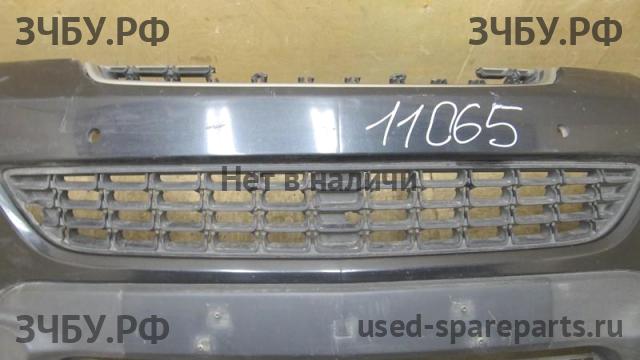 ЗЧБУ.РФ ЗЧБУ.РФ
11065
Нет в наличи
ЗЧБУ.РФ used-spareparts.ru